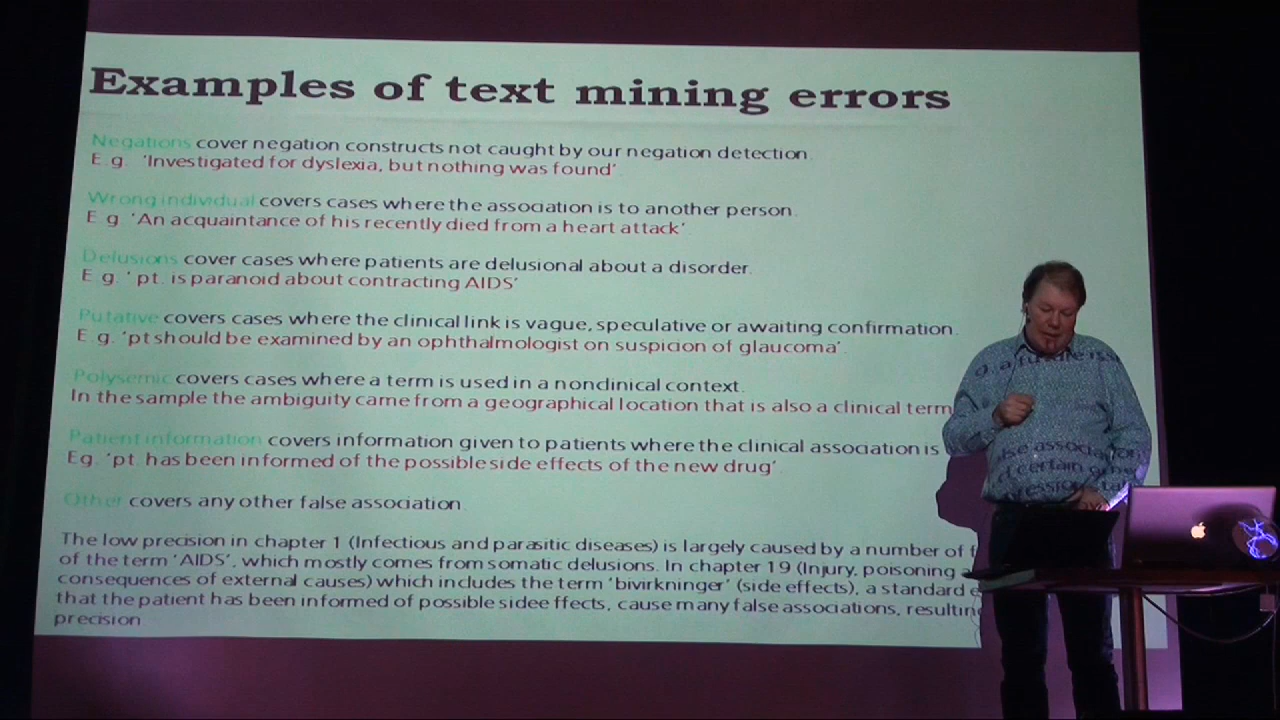 Examples of text mining errors
Negations cover negation constructs not caught by our negation detection.
E.g. 'Investigated for dyslexia, but nothing was found'.
Wrong individual covers cases where the association is to another person.
E.g. 'An acquaintance of his recently died from a heart attack'.
Delusions cover cases where patients are delusional about a disorder.
E.g. 'pt. is paranoid about contracting AIDS'
Putative covers cases where the clinical link is vague, speculative or awaiting confirmation.
E.g. 'pt should be examined by an ophthalmologist on suspicion of glaucoma'.
Polysemic covers cases where a term is used in a nonclinical context.
In the sample the ambiguity came from a geographical location that is also a clinical term
Patient information covers information given to patients where the clinical association is
Eg. 'pt. has been informed of the possible side effects of the new drug'.
Other covers any other false association.
The low precision in chapter 1 (Infectious and parasitic diseases) is largely caused by a number of
of the term 'AIDS', which mostly comes from somatic delusions. In chapter 19 (Injury, poisoning
consequences of external causes) which includes the term 'bivirkninger' (side effects), a standard
that the patient has been informed of possible sidee ffects, cause many false associations, resulting
precision